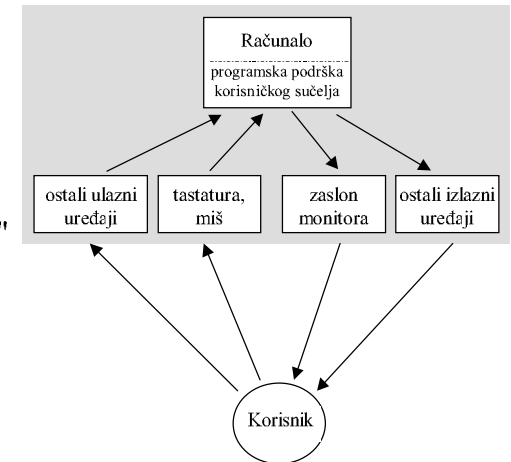 Računalo
programska podrška
korisničkog sučelja
ostali ulazni
uređaji
tastatura,
miš
zaslon
monitora
ostali izlazni
uređaji
"
Korisnik